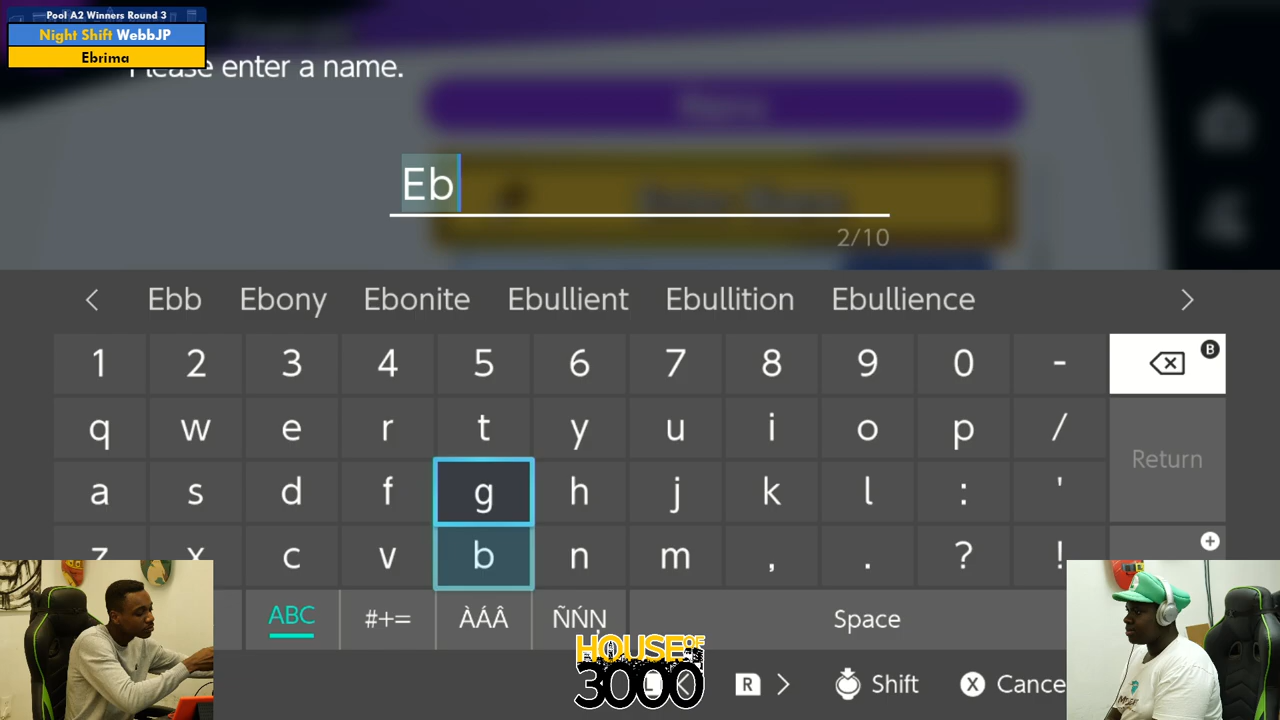 Pool A2 Winners Round 3
Night Shift WebbJP
Ebrima
Please enter a name.
Eb
2/10
Ebb Ebony Ebonite Ebullient Ebullition Ebullience
1 2 3 4 5 6 7 8 9 0 -
B
q w e r t y u i o p /
Return
a s d f g h j k l : '
z x c v b n m , . ? !
ABC #+= ÀÁÂ ÑŃŅ Space
HOUSE OF
3000
L R Shift X Cance